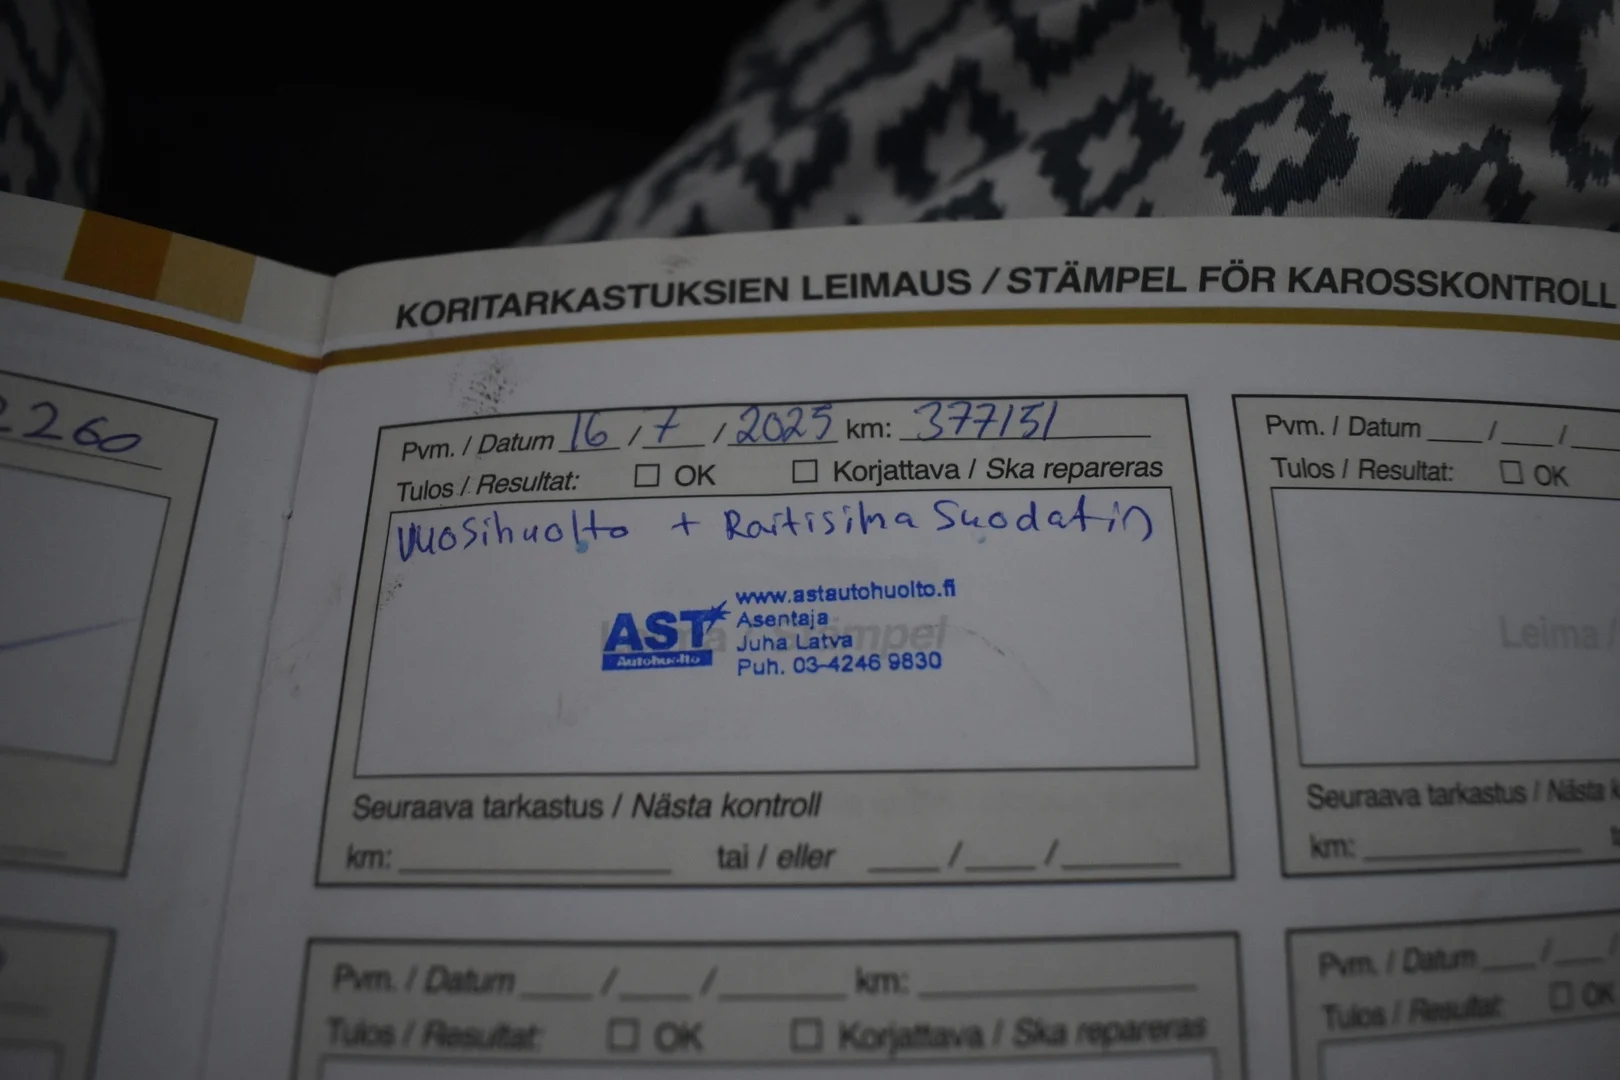 KORITARKASTUKSIEN LEIMAUS / STÄMPEL FÖR KAROSSKONTROLL
2260
Pvm. / Datum 16 / 7 / 2025 km: 377151
Tulos / Resultat: OK Korjattava / Ska repareras
Vuosihuolto + Raitisilma Suodatin
AST Autohuolto
www.astautohuolto.fi
Asentaja
Juha Latva
Puh. 03-4246 9830
Leima / Stämpel
Seuraava tarkastus / Nästa kontroll
km: tai / eller / /
Pvm. / Datum / /
Tulos / Resultat: OK
Leima /
Seuraava tarkastus / Nästa
km:
Pvm. / Datum / / km:
Tulos / Resultat: OK Korjattava / Ska repareras
Pvm. / Datum / /
Tulos / Resultat: OK